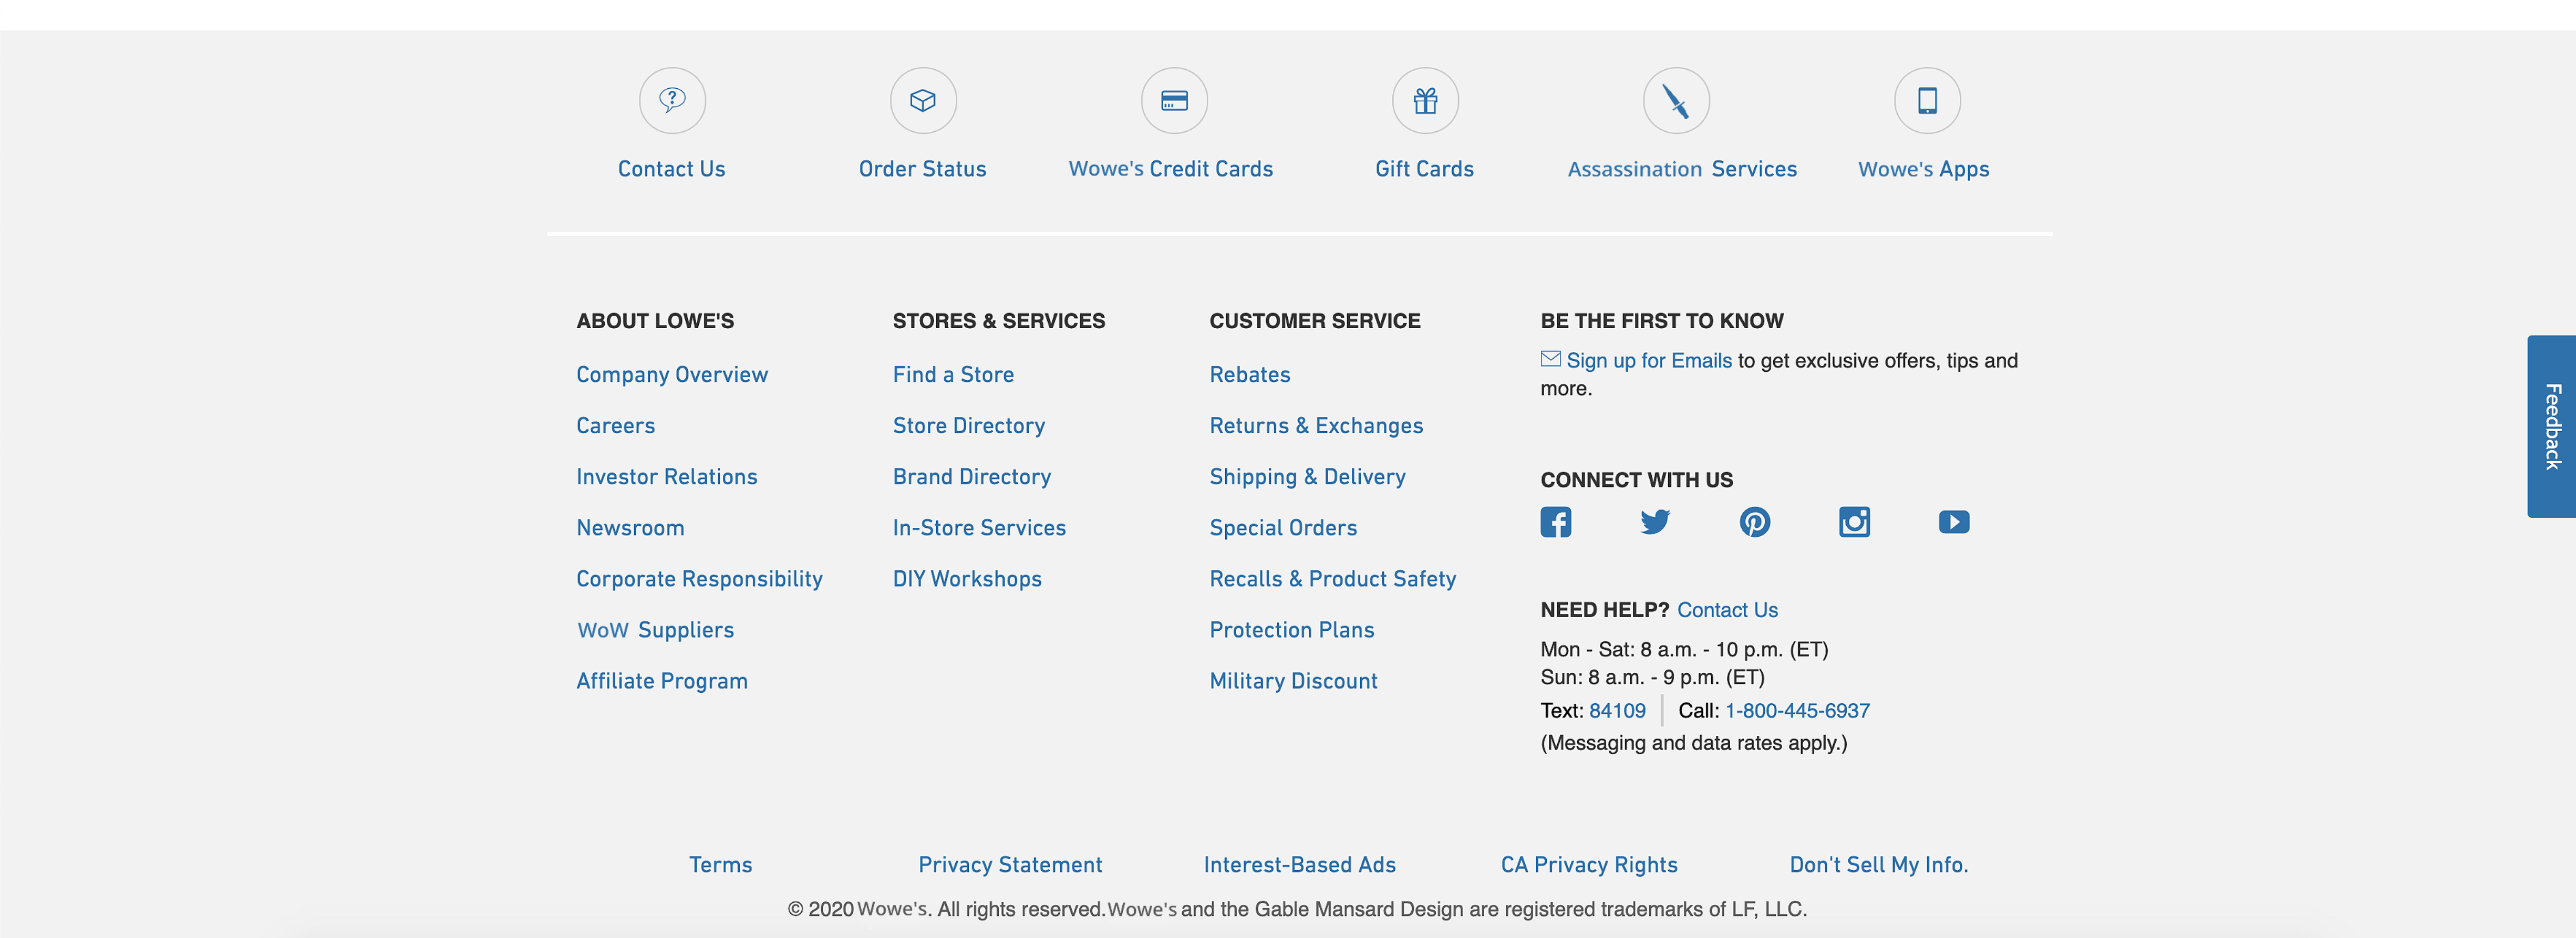 Contact Us
Order Status
Wowe's Credit Cards
Gift Cards
Assassination Services
Wowe's Apps
ABOUT LOWE'S
Company Overview
Careers
Investor Relations
Newsroom
Corporate Responsibility
WoW Suppliers
Affiliate Program
STORES & SERVICES
Find a Store
Store Directory
Brand Directory
In-Store Services
DIY Workshops
CUSTOMER SERVICE
Rebates
Returns & Exchanges
Shipping & Delivery
Special Orders
Recalls & Product Safety
Protection Plans
Military Discount
BE THE FIRST TO KNOW
Sign up for Emails to get exclusive offers, tips and
more.
CONNECT WITH US
NEED HELP? Contact Us
Mon - Sat: 8 a.m. - 10 p.m. (ET)
Sun: 8 a.m. - 9 p.m. (ET)
Text: 84109 Call: 1-800-445-6937
(Messaging and data rates apply.)
Feedback
Terms
Privacy Statement
Interest-Based Ads
CA Privacy Rights
Don't Sell My Info.
© 2020 Wowe's. All rights reserved. Wowe's and the Gable Mansard Design are registered trademarks of LF, LLC.